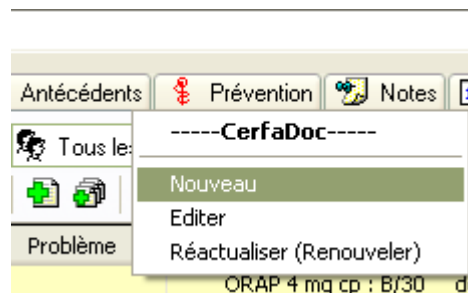 Antécédents Prévention Notes
-----CerfaDoc-----
Tous les
Nouveau
Editer
Problème
Réactualiser (Renouveler)
ORAP 4 mg cp : B/30 d